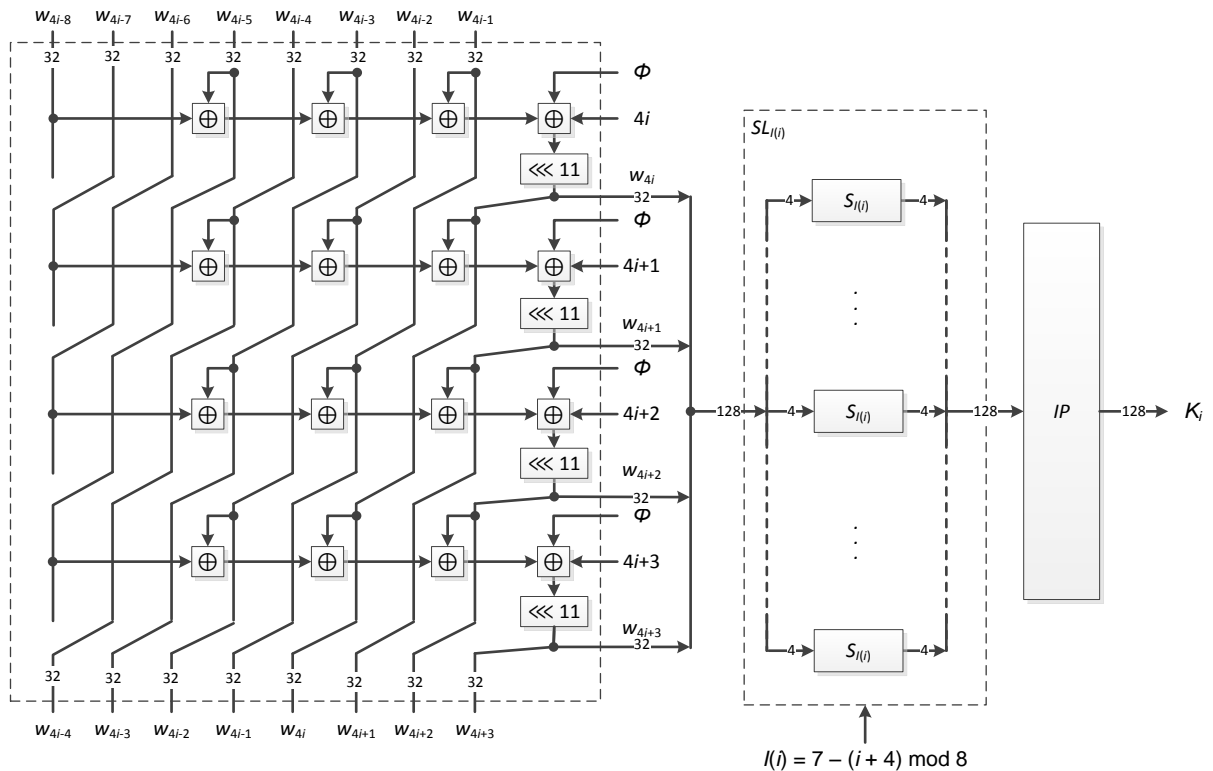 w4i-8 w4i-7 w4i-6 w4i-5 w4i-4 w4i-3 w4i-2 w4i-1
32 32 32 32 32 32 32 32
Φ
⊕ ⊕ ⊕ ⊕ 4i
<<< 11
w4i
32
Φ
⊕ ⊕ ⊕ ⊕ 4i+1
<<< 11
w4i+1
32
Φ
⊕ ⊕ ⊕ ⊕ 4i+2
<<< 11
w4i+2
32
Φ
⊕ ⊕ ⊕ ⊕ 4i+3
<<< 11
w4i+3
32
32 32 32 32 32 32 32 32
w4i-4 w4i-3 w4i-2 w4i-1 w4i w4i+1 w4i+2 w4i+3
SLl(i)
4 Sl(i) 4
.
.
.
128 4 Sl(i) 4 128 IP 128 Ki
.
.
.
4 Sl(i) 4
l(i) = 7 – (i + 4) mod 8